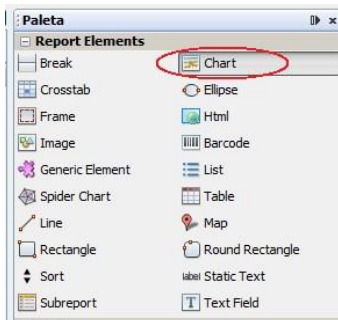 Paleta
Report Elements
Break
Chart
Crosstab
Ellipse
Frame
Html
Image
Barcode
Generic Element
List
Spider Chart
Table
Line
Map
Rectangle
Round Rectangle
Sort
label Static Text
Subreport
T Text Field